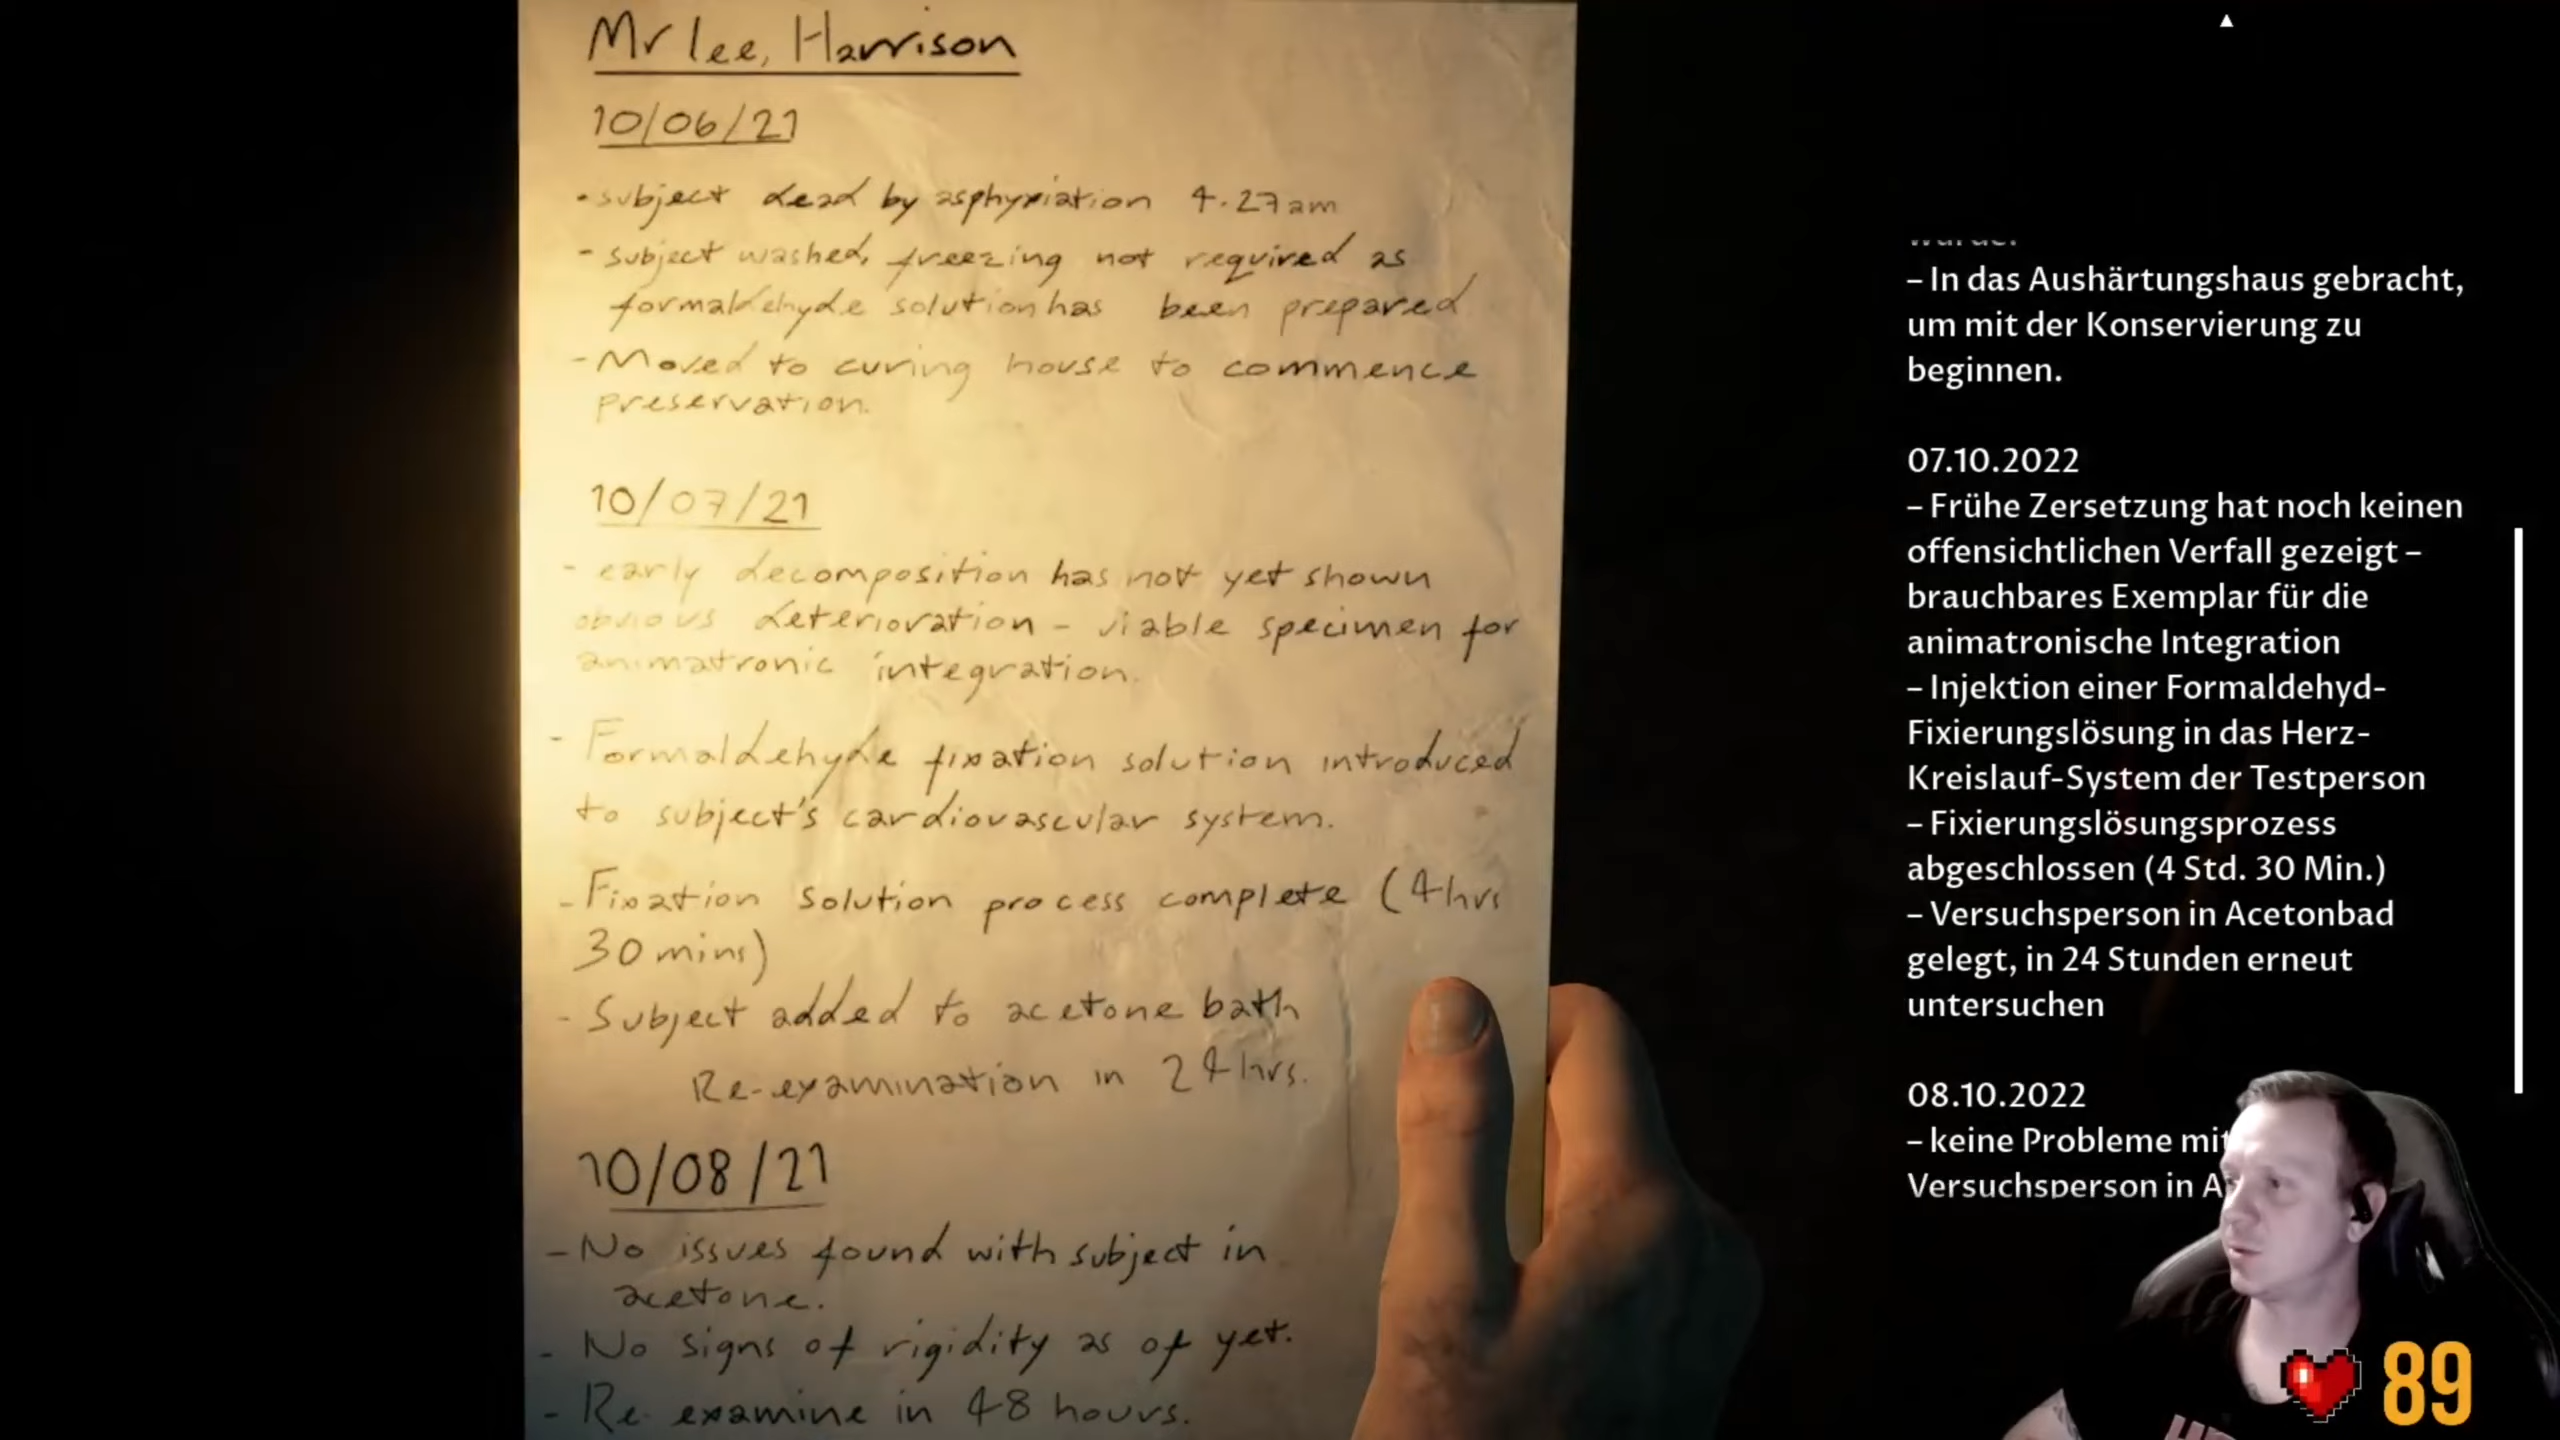 Mr Lee, Harrison
10/06/21
- subject dead by asphyxiation 4.27am
- subject washed, freezing not required as
formaldehyde solution has been prepared
- Moved to curing house to commence
preservation.
10/07/21
- early decomposition has not yet shown
obvious deterioration - viable specimen for
animatronic integration.
- Formaldehyde fixation solution introduced
to subject's cardiovascular system.
- Fixation solution process complete (4hrs
30mins)
- Subject added to acetone bath
Re-examination in 24hrs.
10/08/21
- No issues found with subject in
acetone.
- No signs of rigidity as of yet.
- Re examine in 48 hours.
– In das Aushärtungshaus gebracht,
um mit der Konservierung zu
beginnen.
07.10.2022
– Frühe Zersetzung hat noch keinen
offensichtlichen Verfall gezeigt –
brauchbares Exemplar für die
animatronische Integration
– Injektion einer Formaldehyd-
Fixierungslösung in das Herz-
Kreislauf-System der Testperson
– Fixierungslösungsprozess
abgeschlossen (4 Std. 30 Min.)
– Versuchsperson in Acetonbad
gelegt, in 24 Stunden erneut
untersuchen
08.10.2022
– keine Probleme mit
Versuchsperson in A
89